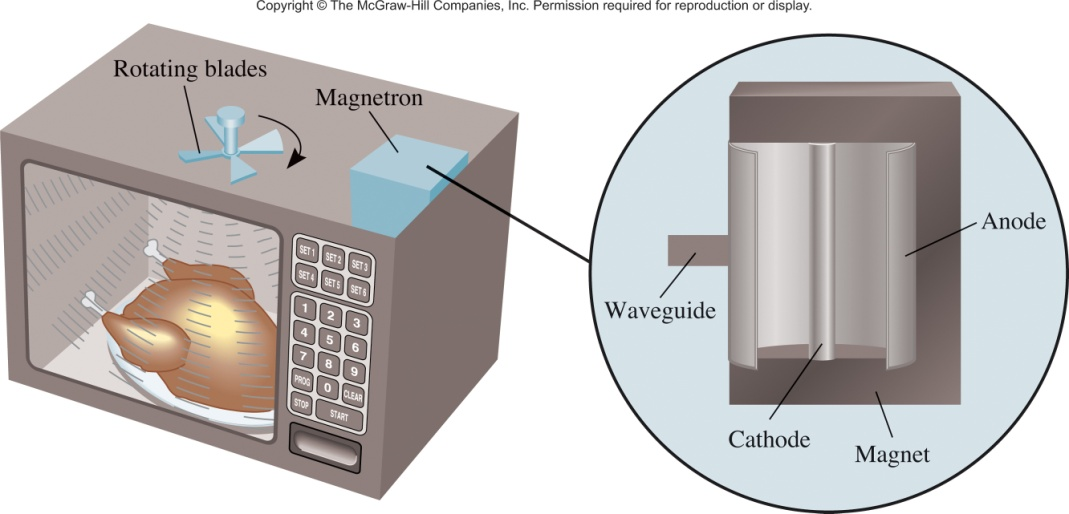 Copyright © The McGraw-Hill Companies, Inc. Permission required for reproduction or display.
Rotating blades
Magnetron
SET 1 SET 2 SET 3
SET 4 SET 5 SET 6
1 2 3
4 5 6
7 8 9
PROG 0 CLEAR
STOP START
Anode
Waveguide
Cathode
Magnet